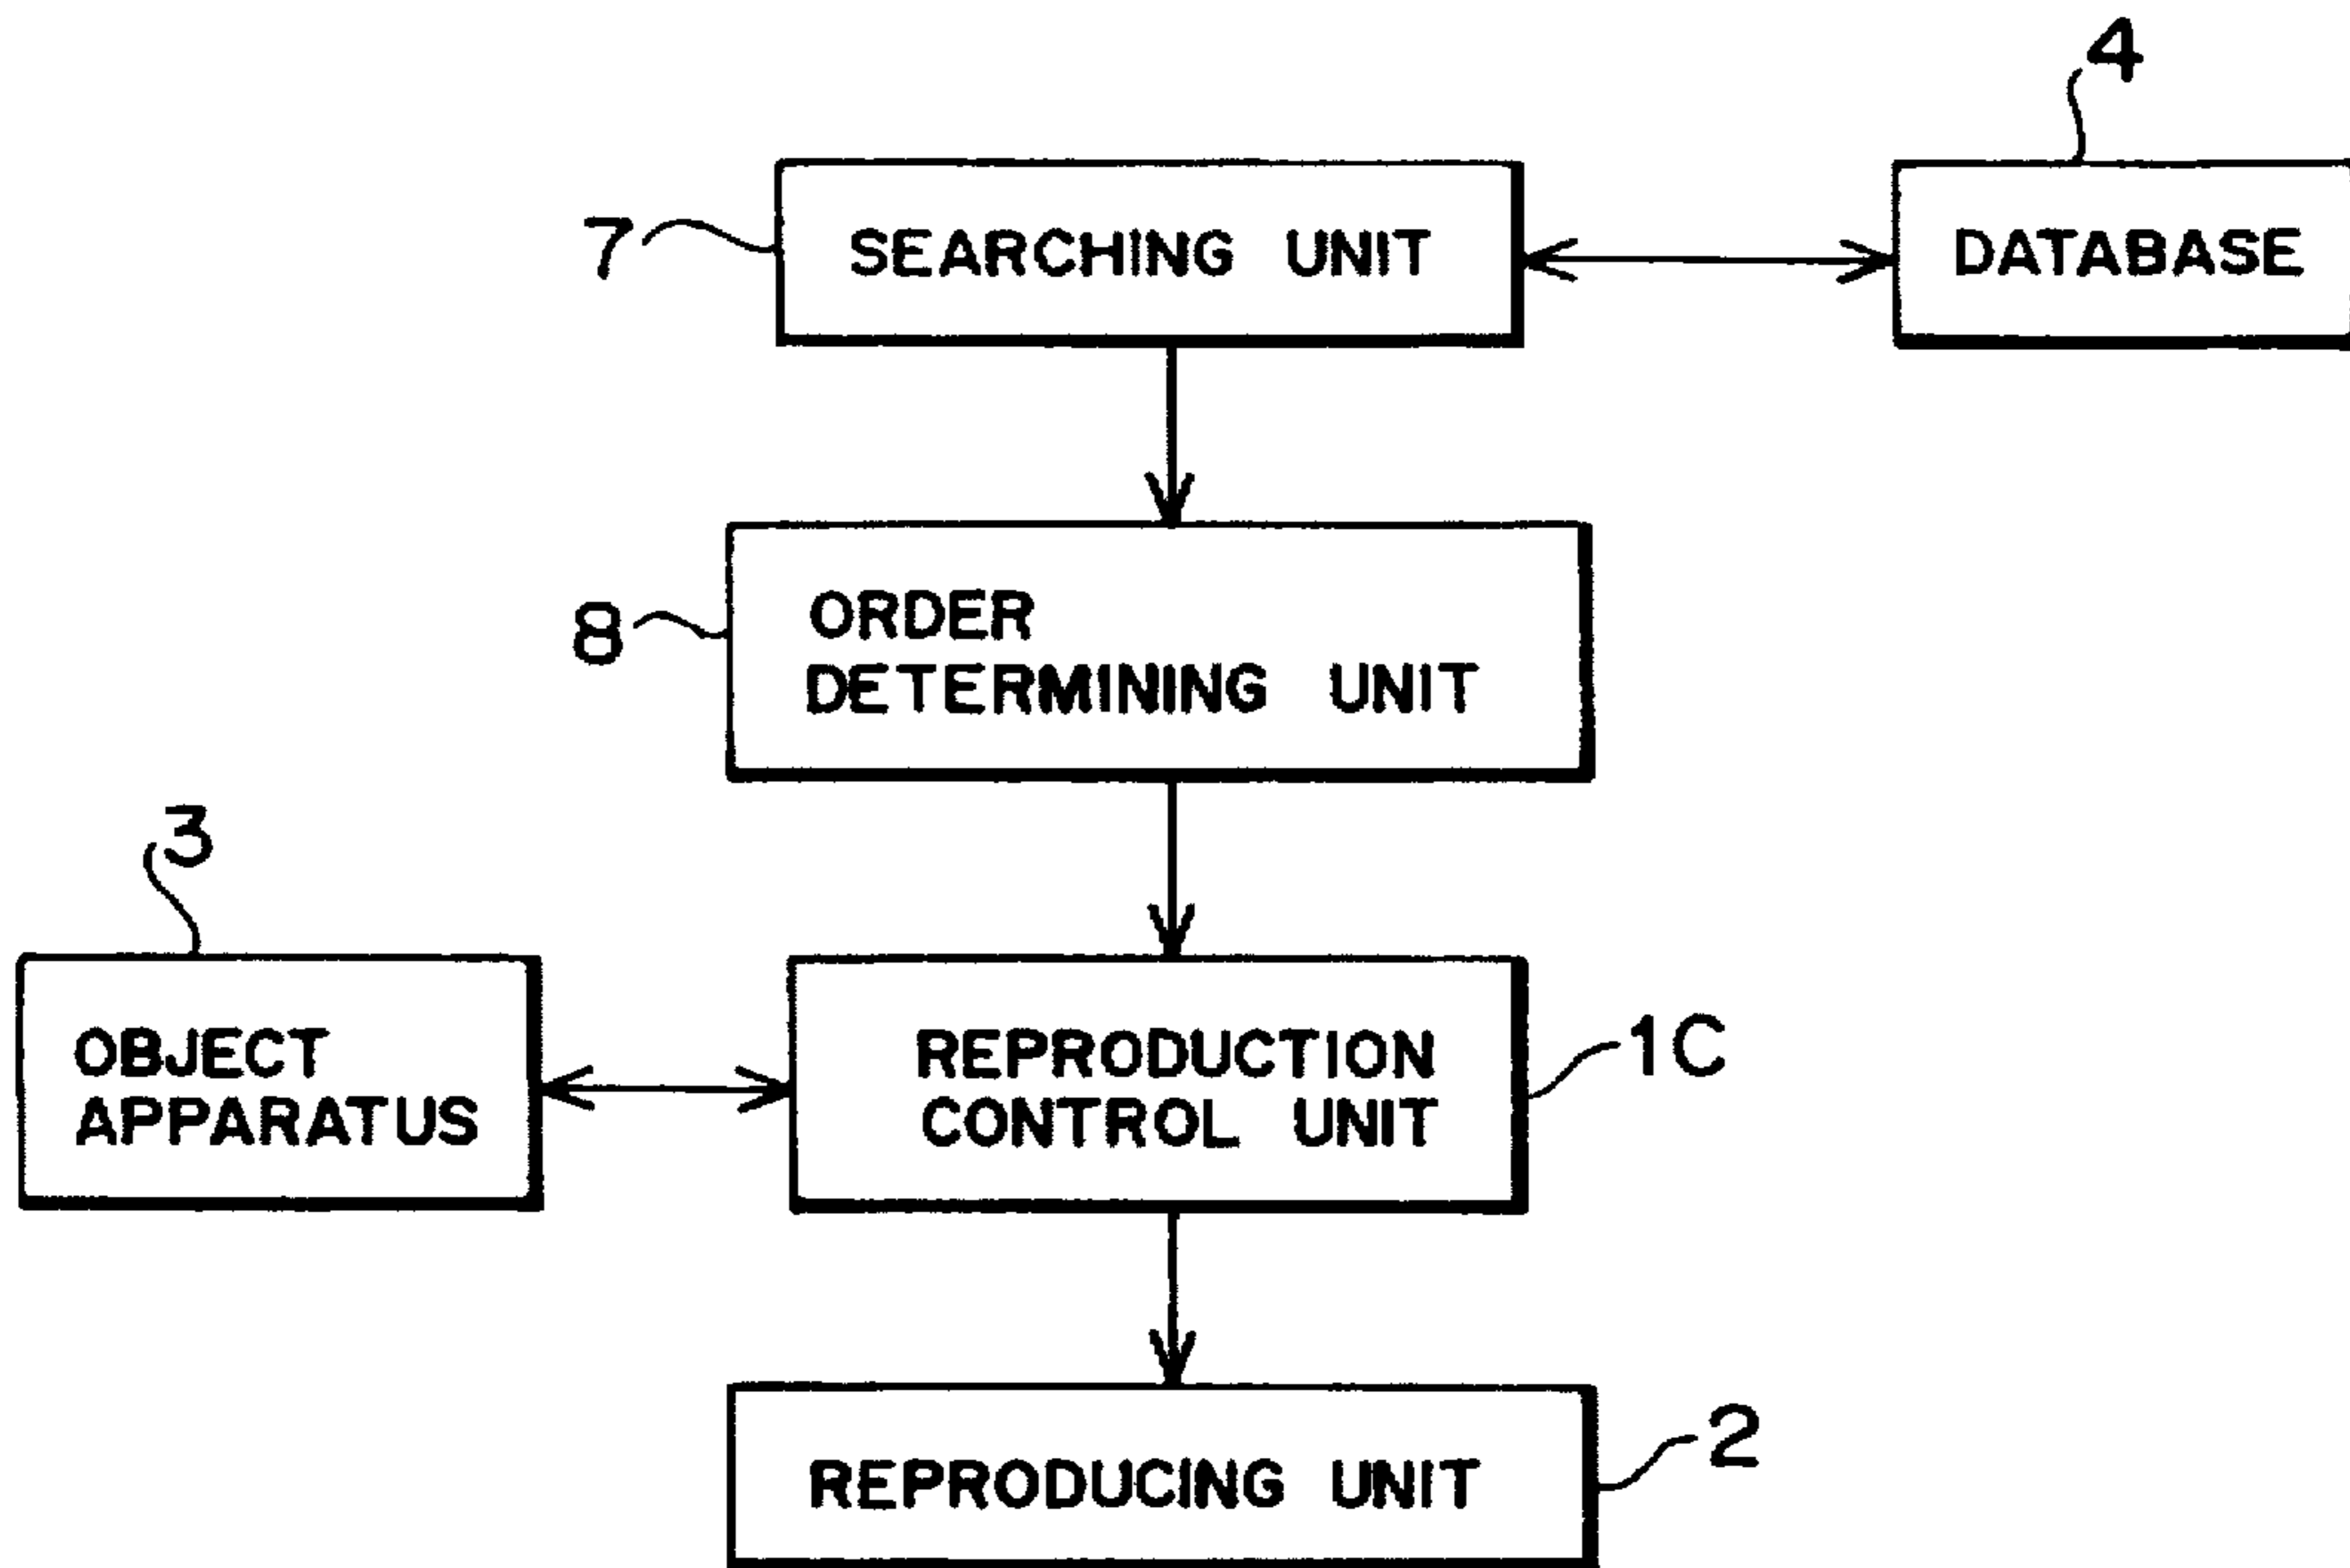 4
7
SEARCHING UNIT
DATABASE
8
ORDER
DETERMINING UNIT
3
OBJECT
APPARATUS
REPRODUCTION
CONTROL UNIT
1C
REPRODUCING UNIT
2